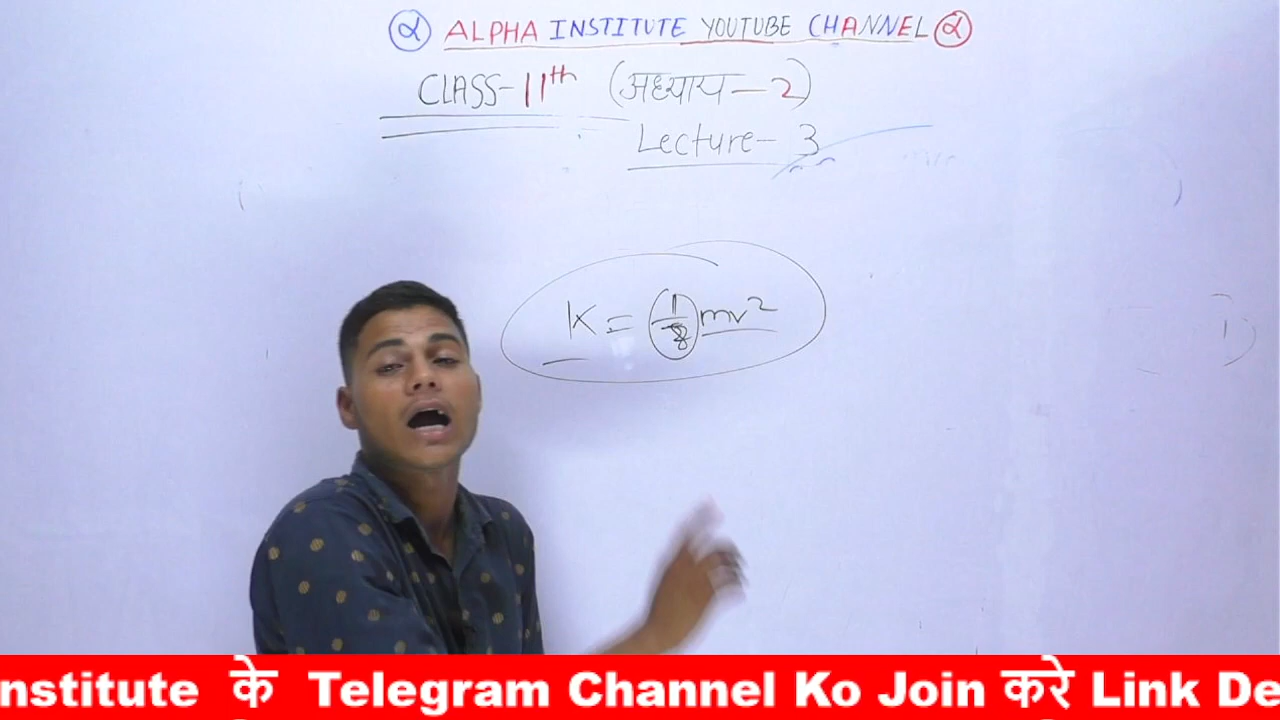 α ALPHA INSTITUTE YOUTUBE CHANNEL α
CLASS-11th (अध्याय-2)
Lecture-3
K = 1/8 mv²
nstitute के Telegram Channel Ko Join करे Link De